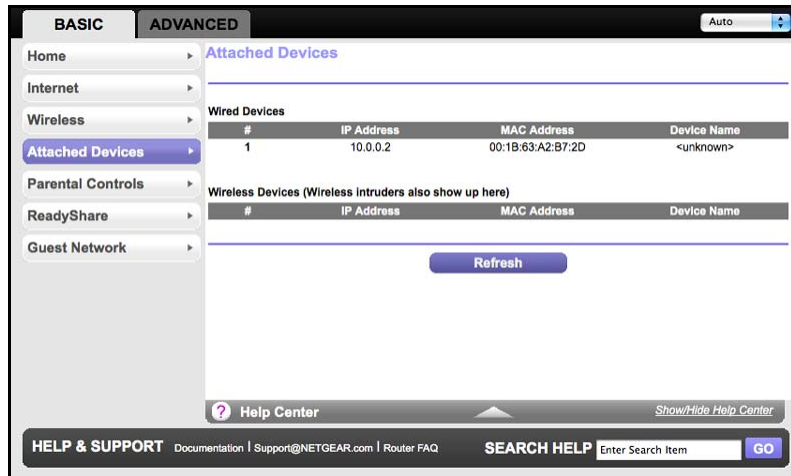 BASIC ADVANCED Auto
Home
Internet
Wireless
Attached Devices
Parental Controls
ReadyShare
Guest Network
Attached Devices
Wired Devices
# IP Address MAC Address Device Name
1 10.0.0.2 00:1B:63:A2:B7:2D <unknown>
Wireless Devices (Wireless intruders also show up here)
# IP Address MAC Address Device Name
Refresh
? Help Center Show/Hide Help Center
HELP & SUPPORT Documentation | Support@NETGEAR.com | Router FAQ SEARCH HELP Enter Search Item GO